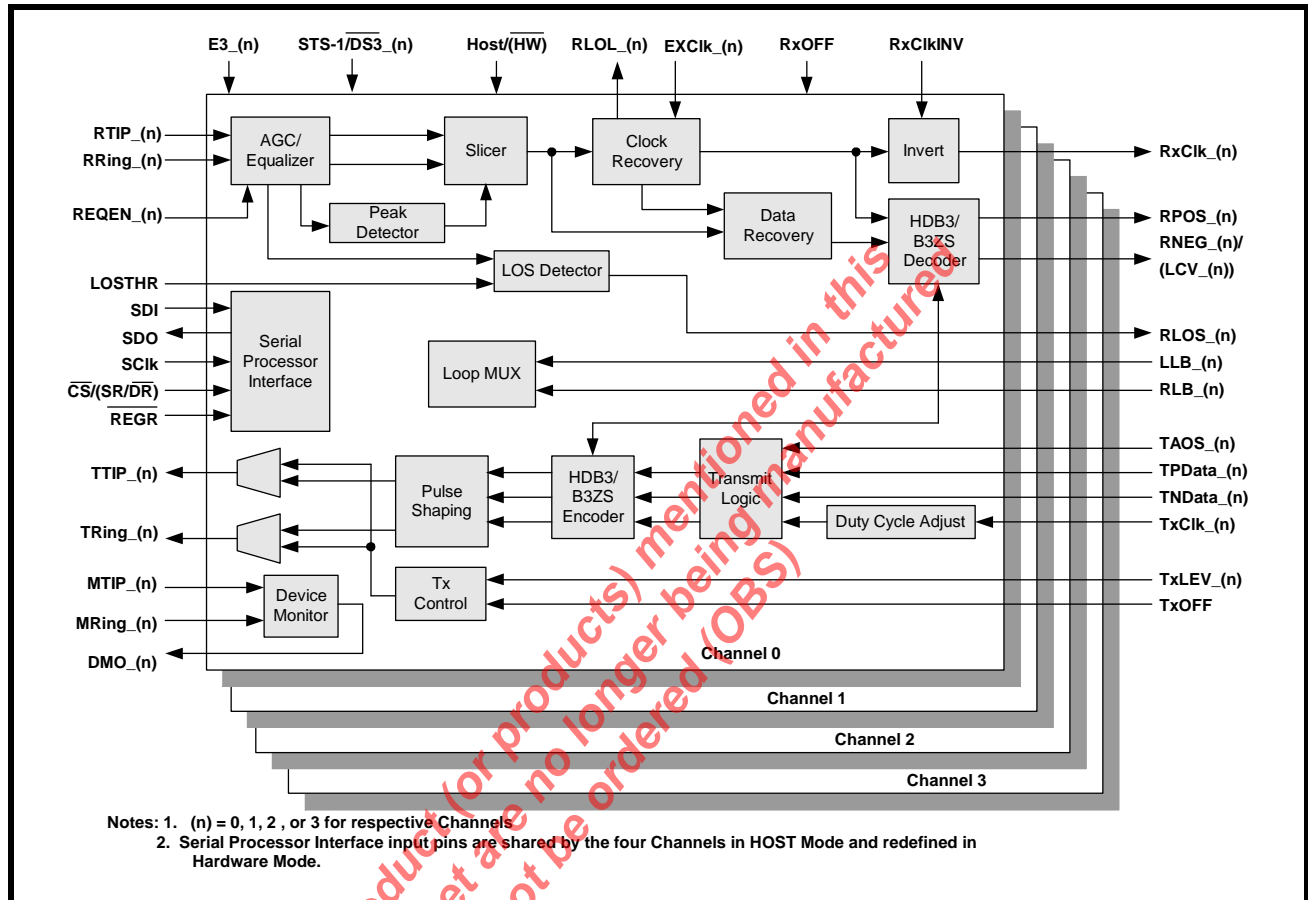 E3_(n) STS-1/DS3_(n) Host/(HW) RLOL_(n) EXClk_(n) RxOFF RxClkINV
RTIP_(n)
RRing_(n)
REQEN_(n)
LOSTHR
SDI
SDO
SClk
CS/(SR/DR)
REGR
TTIP_(n)
TRing_(n)
MTIP_(n)
MRing_(n)
DMO_(n)
AGC/
Equalizer
Slicer
Clock
Recovery
Invert
Peak
Detector
Data
Recovery
HDB3/
B3ZS
Decoder
LOS Detector
Serial
Processor
Interface
Loop MUX
Pulse
Shaping
HDB3/
B3ZS
Encoder
Transmit
Logic
Duty Cycle Adjust
Tx
Control
Device
Monitor
RxClk_(n)
RPOS_(n)
RNEG_(n)/
(LCV_(n))
RLOS_(n)
LLB_(n)
RLB_(n)
TAOS_(n)
TPData_(n)
TNData_(n)
TxClk_(n)
TxLEV_(n)
TxOFF
Channel 0
Channel 1
Channel 2
Channel 3
Notes: 1. (n) = 0, 1, 2 , or 3 for respective Channels
2. Serial Processor Interface input pins are shared by the four Channels in HOST Mode and redefined in
Hardware Mode.
(or products) mentioned in this
are no longer being manufactured
be ordered (OBS)